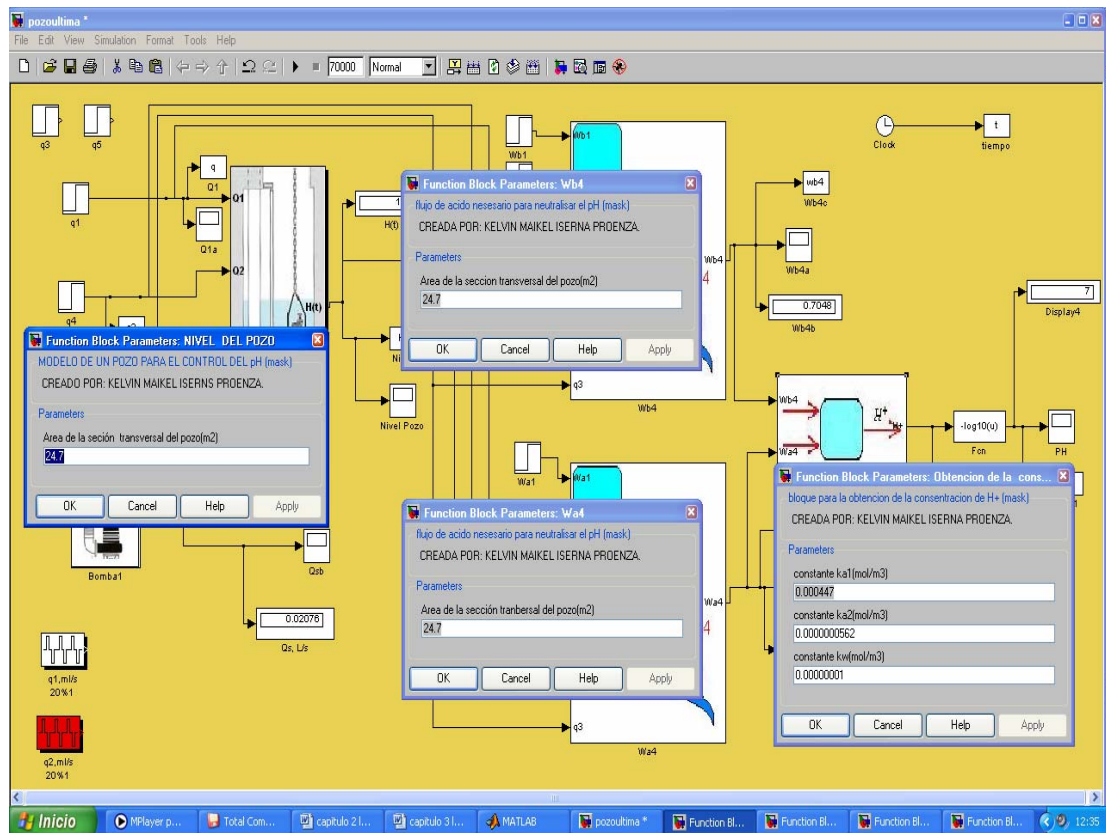 pozoultima *
File Edit View Simulation Format Tools Help
70000 Normal
q3
q5
q1
q
Q1
Q1a
Q1
Q2
H(t)
q4
H(t)
Nivel Pozo
Wb1
Wb1
Wb4
q3
Wb4
Clock
t
tiempo
wb4
Wb4c
Wb4a
0.7048
Wb4b
7
Display4
Function Block Parameters: Wb4
flujo de acido nesesario para neutralisar el pH (mask)
CREADA POR: KELVIN MAIKEL ISERNA PROENZA.
Parameters
Area de la seccion transversal del pozo(m2)
24.7
OK Cancel Help Apply
Function Block Parameters: NIVEL DEL POZO
MODELO DE UN POZO PARA EL CONTROL DEL pH (mask)
CREADO POR: KELVIN MAIKEL ISERNS PROENZA.
Parameters
Area de la seción transversal del pozo(m2)
24.7
OK Cancel Help Apply
Wb4
Wa4
H+
H+
-log10(u)
Fcn
PH
Wa1
Wa1
Function Block Parameters: Wa4
flujo de acido nesesario para neutralisar el pH (mask)
CREADA POR: KELVIN MAIKEL ISERNA PROENZA.
Parameters
Area de la sección tranbersal del pozo(m2)
24.7
OK Cancel Help Apply
Wa4
q3
Wa4
Function Block Parameters: Obtencion de la cons...
bloque para la obtencion de la consentracion de H+ (mask)
CREADA POR: KELVIN MAIKEL ISERNA PROENZA.
Parameters
constante ka1(mol/m3)
0.000447
constante ka2(mol/m3)
0.0000000562
constante kw(mol/m3)
0.00000001
OK Cancel Help Apply
Bomba1
Qsb
0.02076
Qs, L/s
q1,ml/s
20%1
q2,ml/s
20%1
Inicio MPlayer p... Total Com... capitulo 2 l... capitulo 3 l... MATLAB pozoultima * Function Bl... Function Bl... Function Bl... Function Bl... 12:35